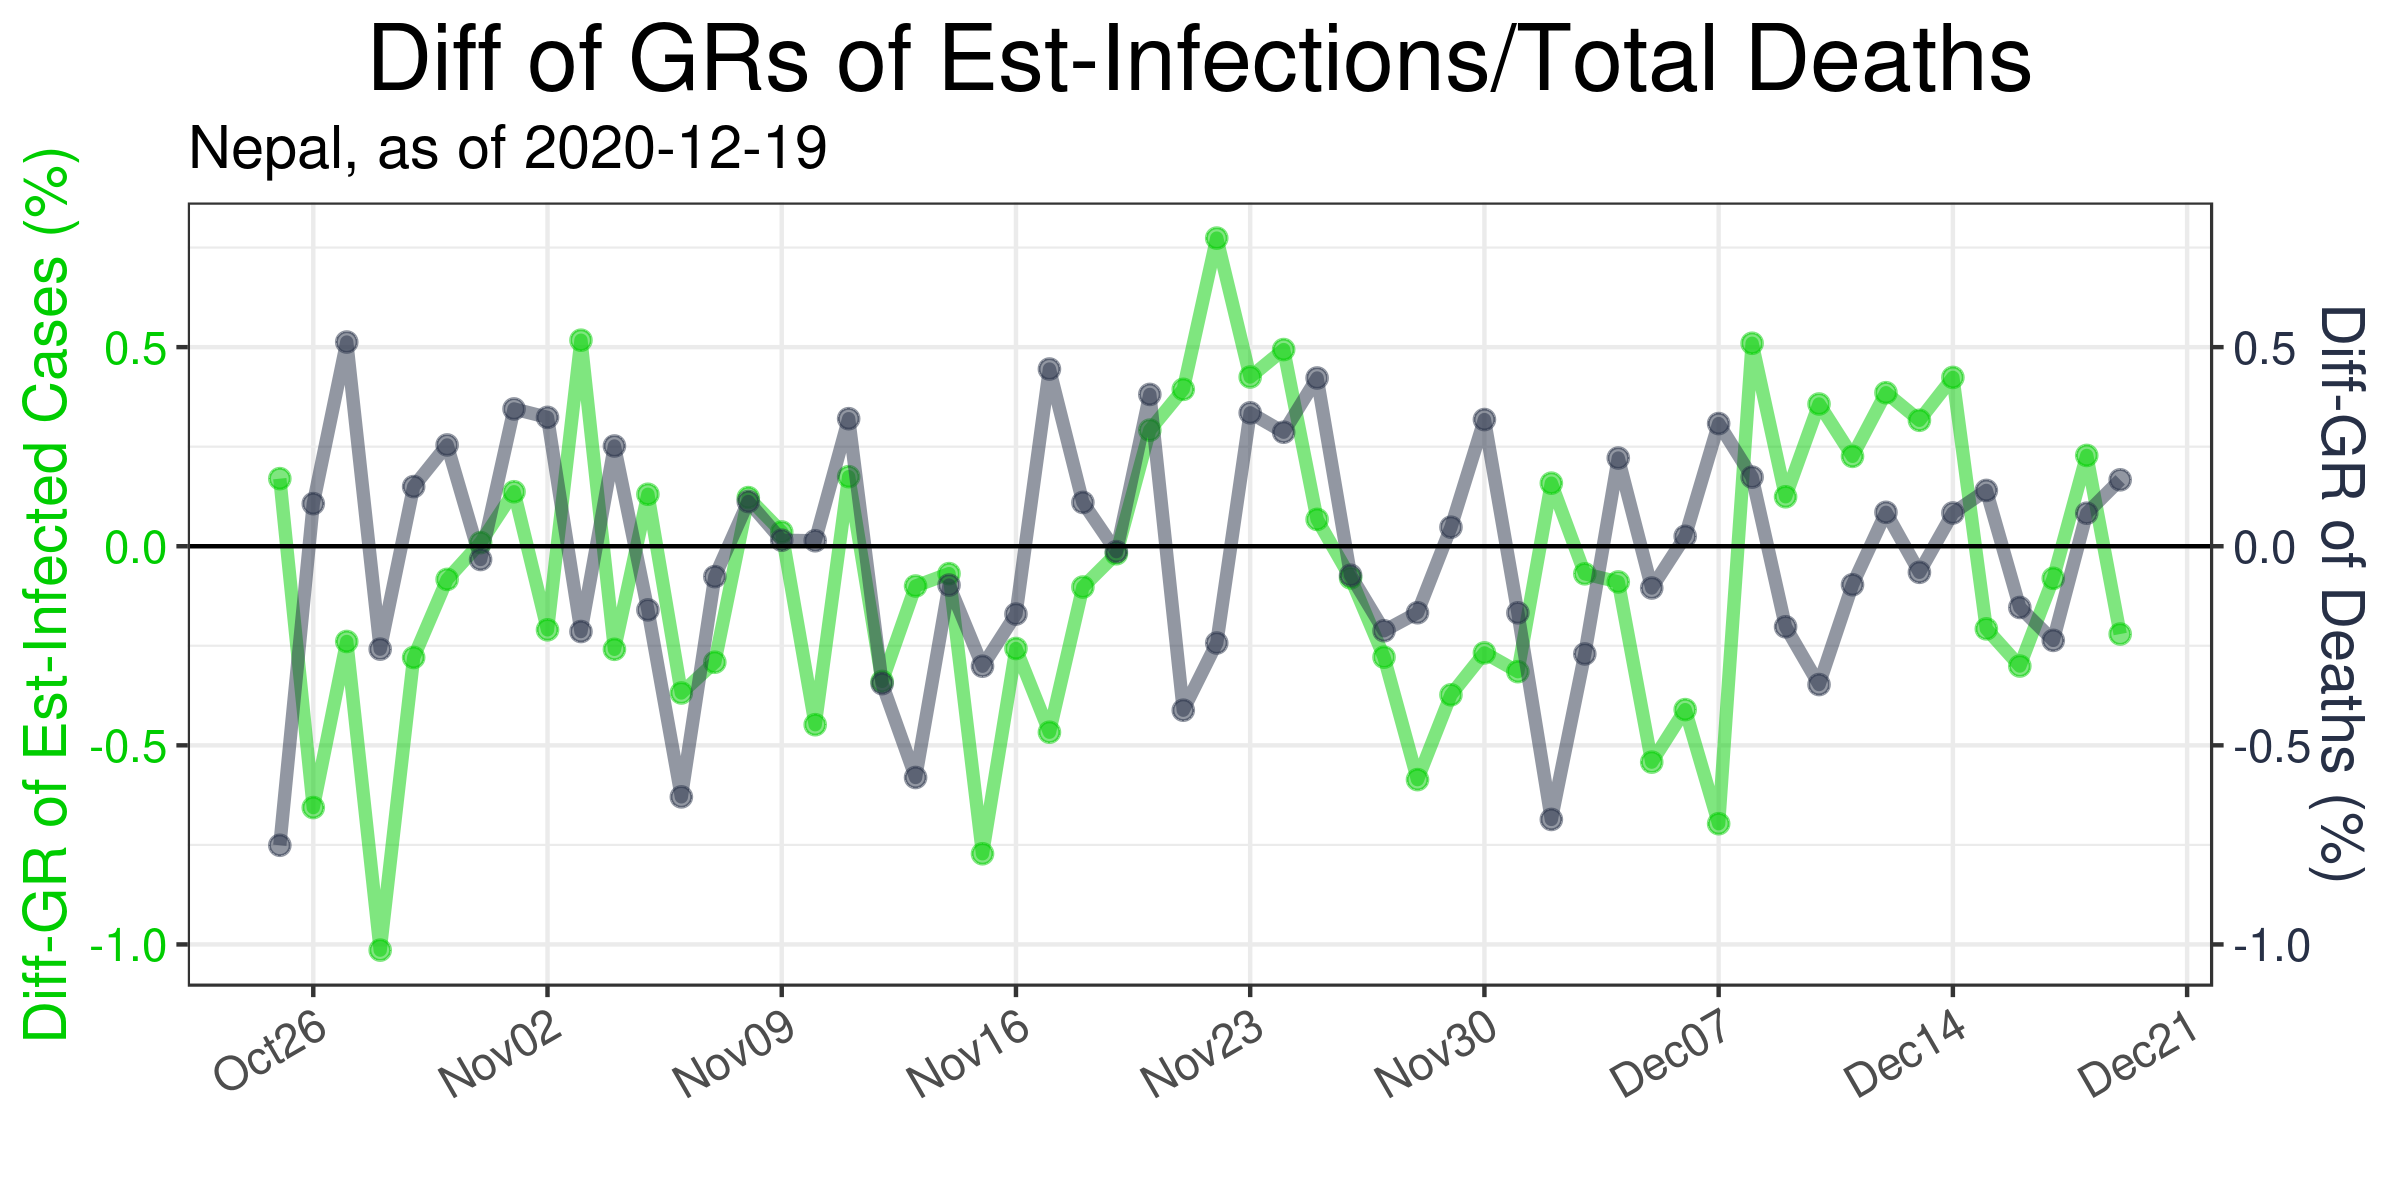 Diff of GRs of Est-Infections/Total Deaths
Nepal, as of 2020-12-19
Diff-GR of Est-Infected Cases (%)
0.5
0.0
-0.5
-1.0
0.5
0.0
-0.5
-1.0
Diff-GR of Deaths (%)
Oct26
Nov02
Nov09
Nov16
Nov23
Nov30
Dec07
Dec14
Dec21